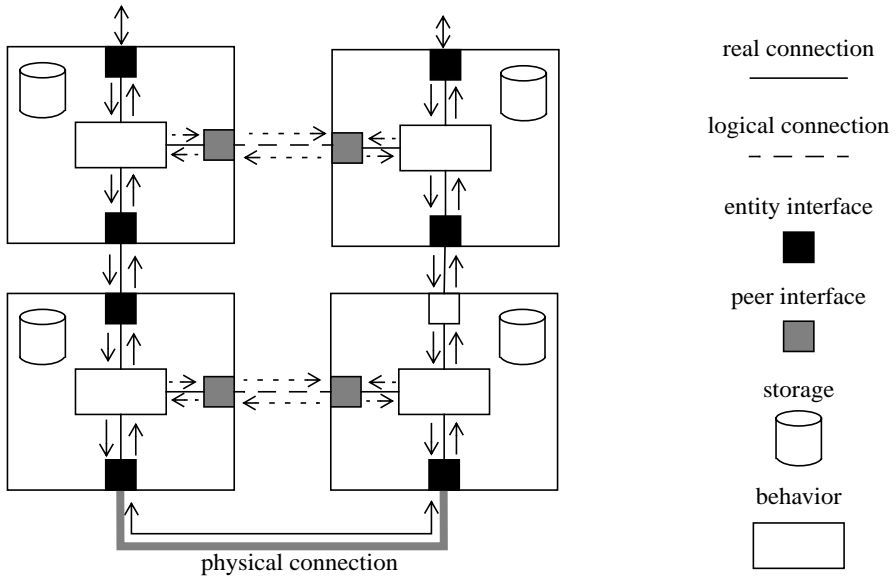 real connection
logical connection
entity interface
peer interface
storage
behavior
physical connection